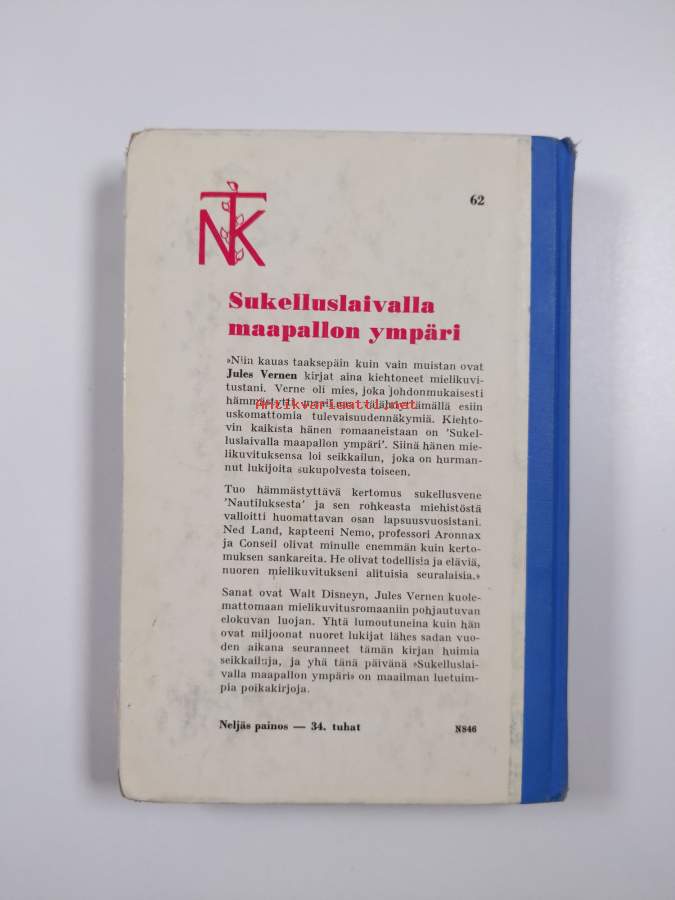 NTK
62
Sukelluslaivalla
maapallon ympäri
»Niin kauas taaksepäin kuin vain muistan ovat
Jules Vernen kirjat aina kiehtoneet mielikuvi-
tustani. Verne oli mies, joka johdonmukaisesti
hämmästytti maailmaa
Antikvariaatti.net
esiin
uskomattomia tulevaisuudennäkymiä. Kiehto-
vin kaikista hänen romaaneistaan on 'Sukel-
luslaivalla maapallon ympäri'. Siinä hänen mie-
likuvituksensa loi seikkailun, joka on hurman-
nut lukijoita sukupolvesta toiseen.
Tuo hämmästyttävä kertomus sukellusvene
'Nautiluksesta' ja sen rohkeasta miehistöstä
valloitti huomattavan osan lapsuusvuosistani.
Ned Land, kapteeni Nemo, professori Aronnax
ja Conseil olivat minulle enemmän kuin kerto-
muksen sankareita. He olivat todellisia ja eläviä,
nuoren mielikuvitukseni alituisia seuralaisia.»
Sanat ovat Walt Disneyn, Jules Vernen kuole-
mattomaan mielikuvitusromaaniin pohjautuvan
elokuvan luojan. Yhtä lumoutuneina kuin hän
ovat miljoonat nuoret lukijat lähes sadan vuo-
den aikana seuranneet tämän kirjan huimia
seikkailuja, ja yhä tänä päivänä »Sukelluslai-
valla maapallon ympäri» on maailman luetuim-
pia poikakirjoja.
Neljäs painos — 34. tuhat
N846